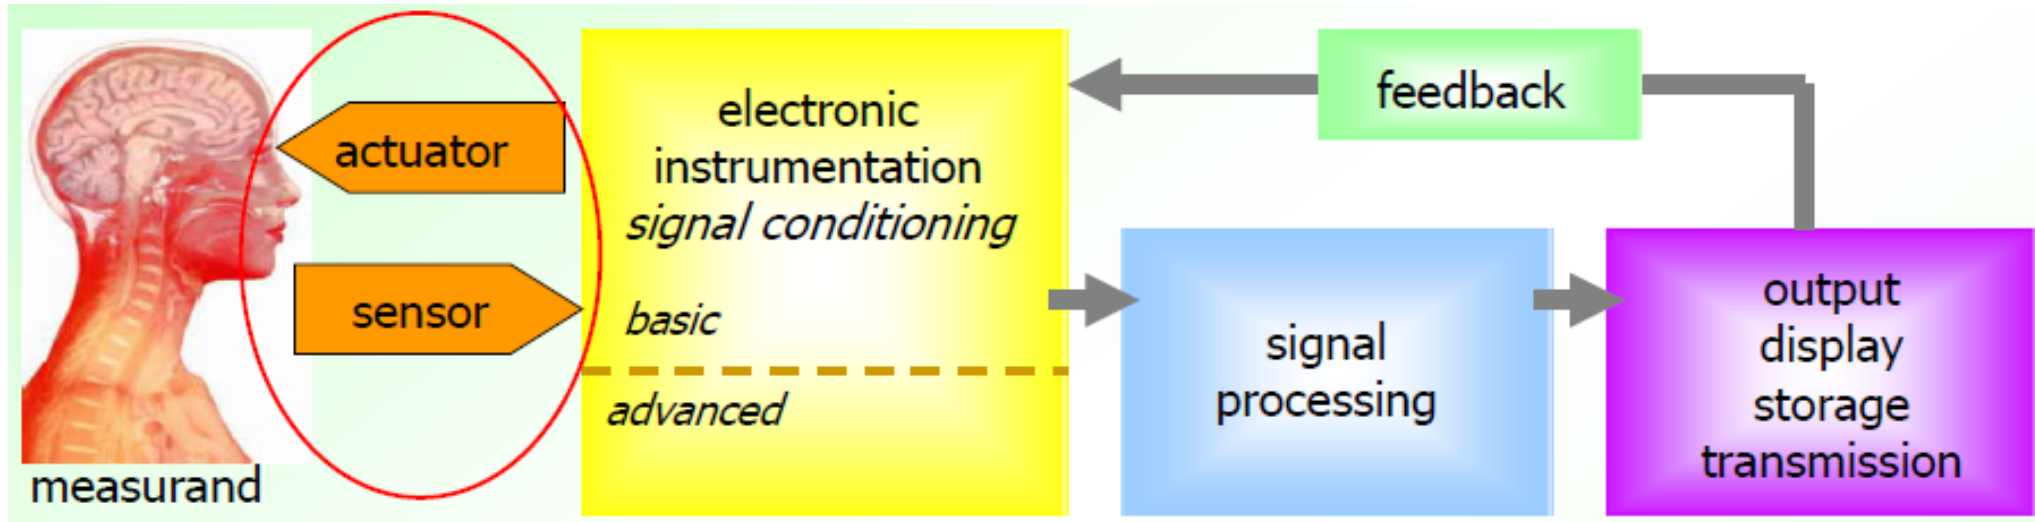 measurand
actuator
sensor
electronic
instrumentation
signal conditioning
basic
advanced
signal
processing
feedback
output
display
storage
transmission